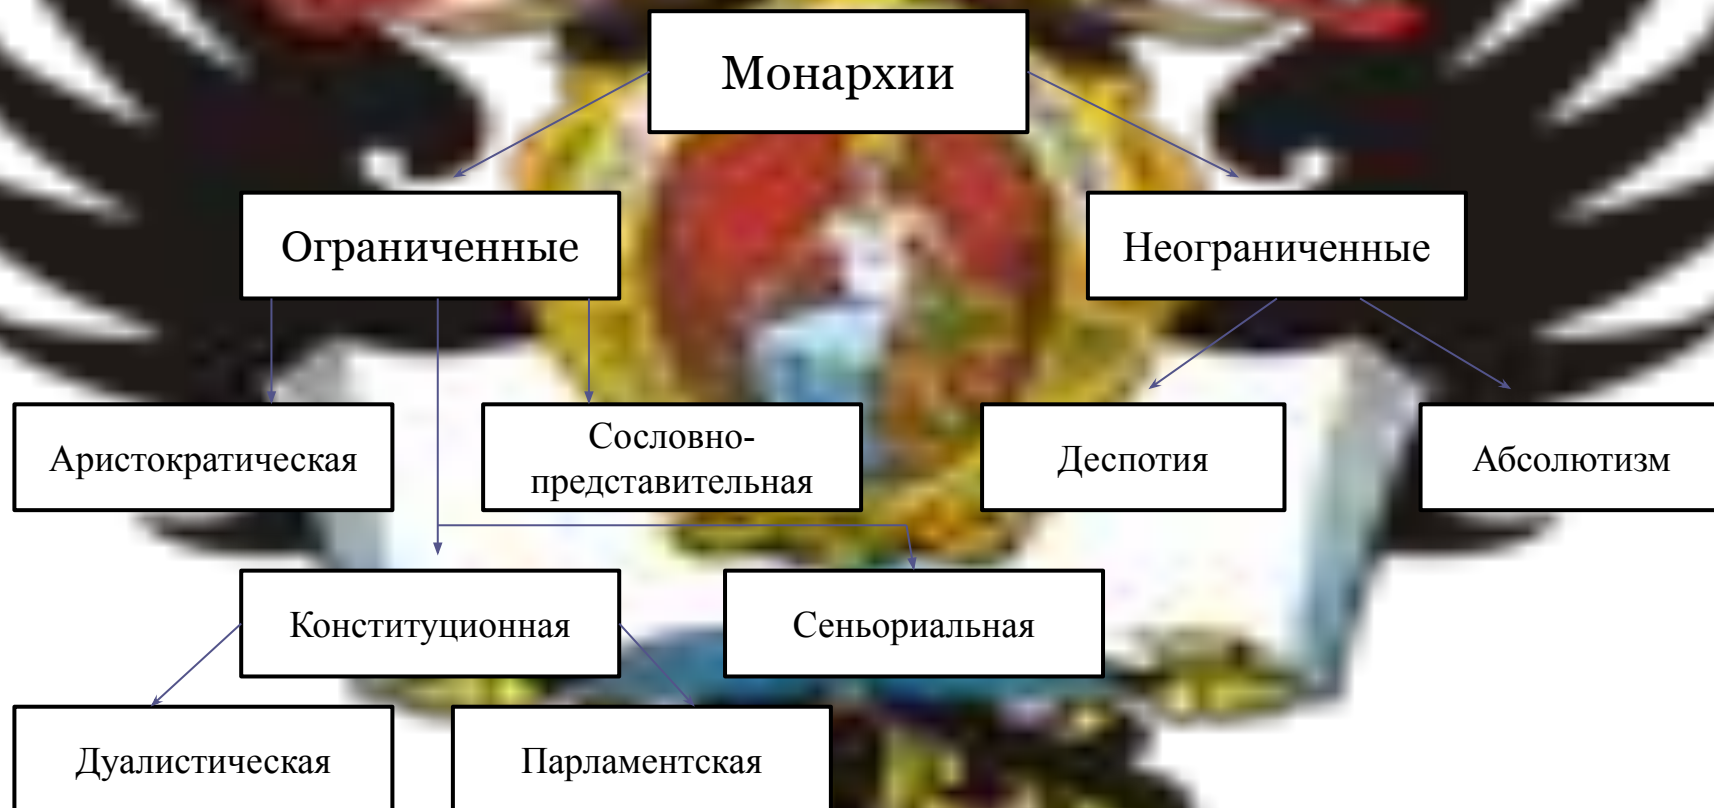 Монархии
Ограниченные
Неограниченные
Аристократическая
Сословно-
представительная
Деспотия
Абсолютизм
Конституционная
Сеньориальная
Дуалистическая
Парламентская